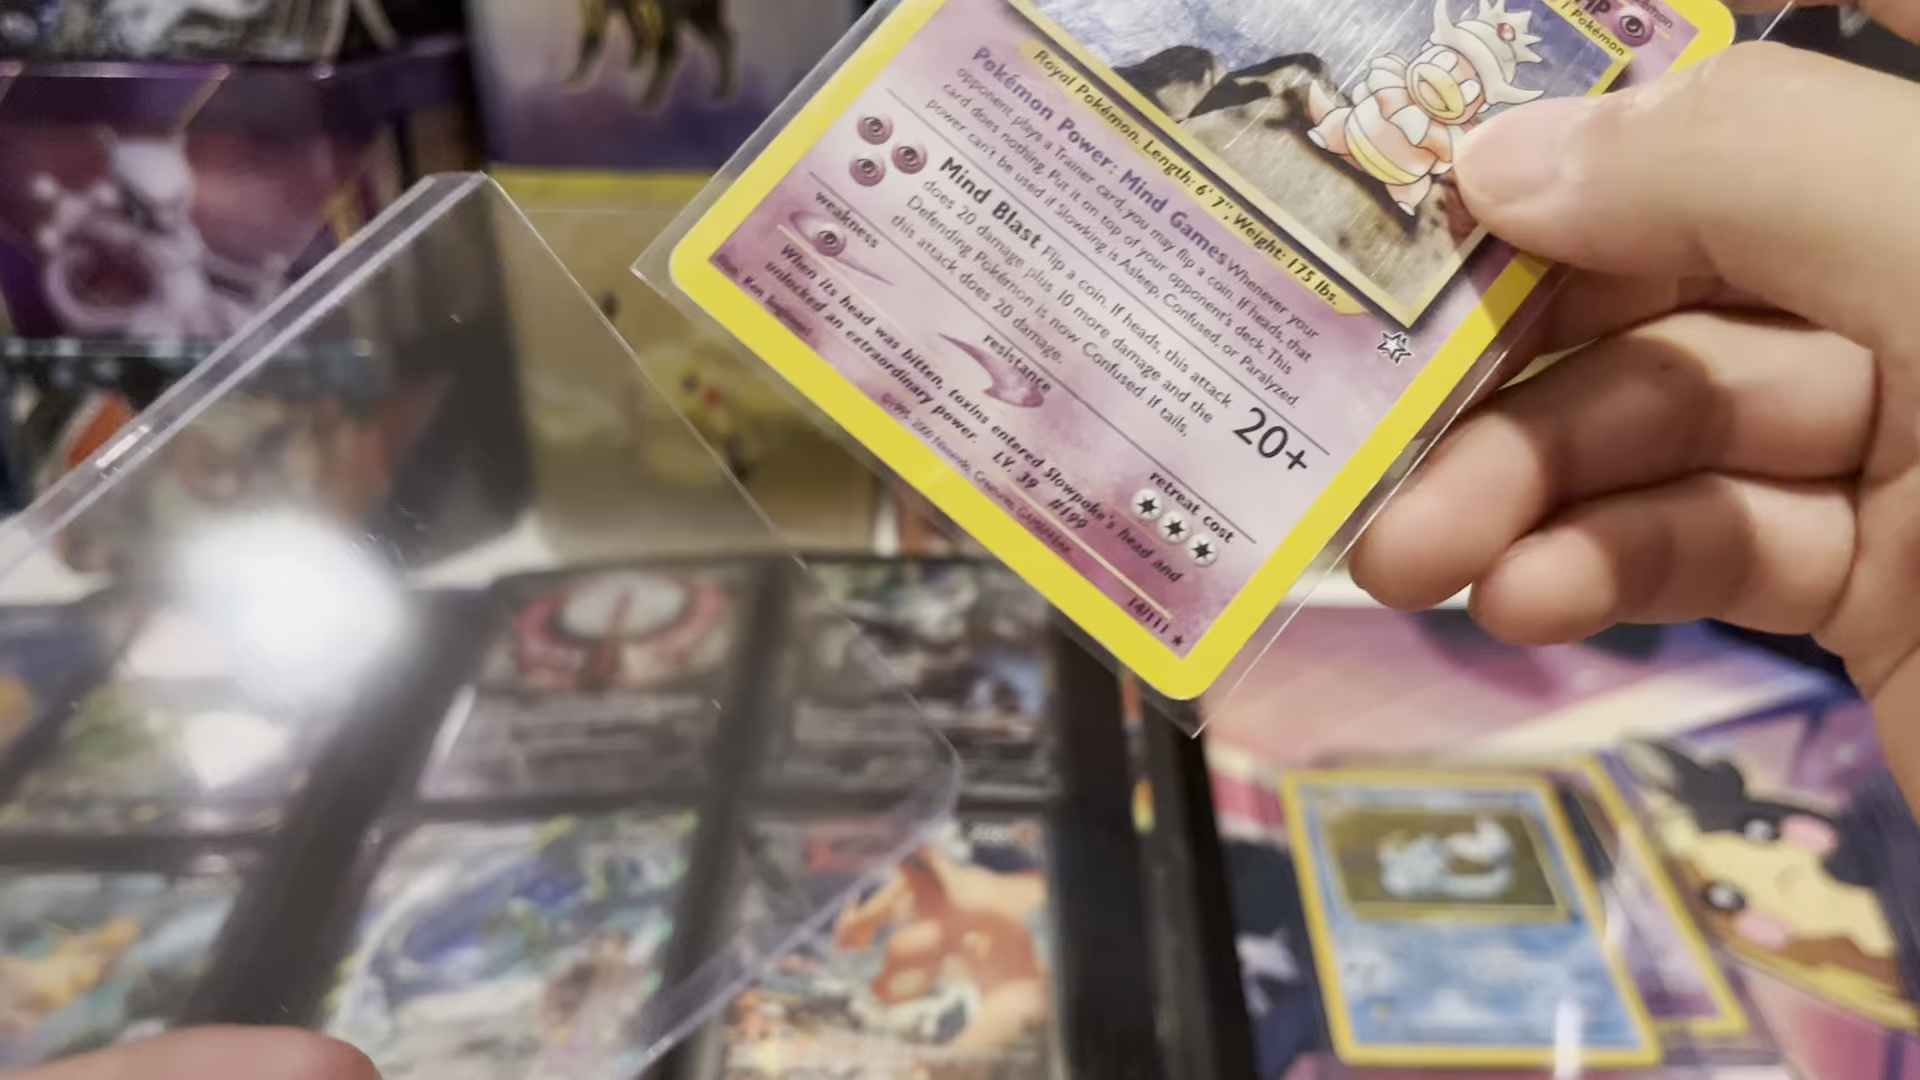 HP
Pokémon
Royal Pokémon. Length: 6' 7", Weight: 175 lbs.
Pokémon Power: Mind Games Whenever your
opponent plays a Trainer card, you may flip a coin. If heads, that
card does nothing. Put it on top of your opponent's deck. This
power can't be used if Slowking is Asleep, Confused, or Paralyzed.
Mind Blast Flip a coin. If heads, this attack
does 20 damage plus 10 more damage and the
Defending Pokémon is now Confused. If tails,
this attack does 20 damage.
20+
weakness
resistance
retreat cost
When its head was bitten, toxins entered Slowpoke's head and
unlocked an extraordinary power. LV. 39 #199
Ken Sugimori
Nintendo, Creatures, GAMEFREAK.
14/111